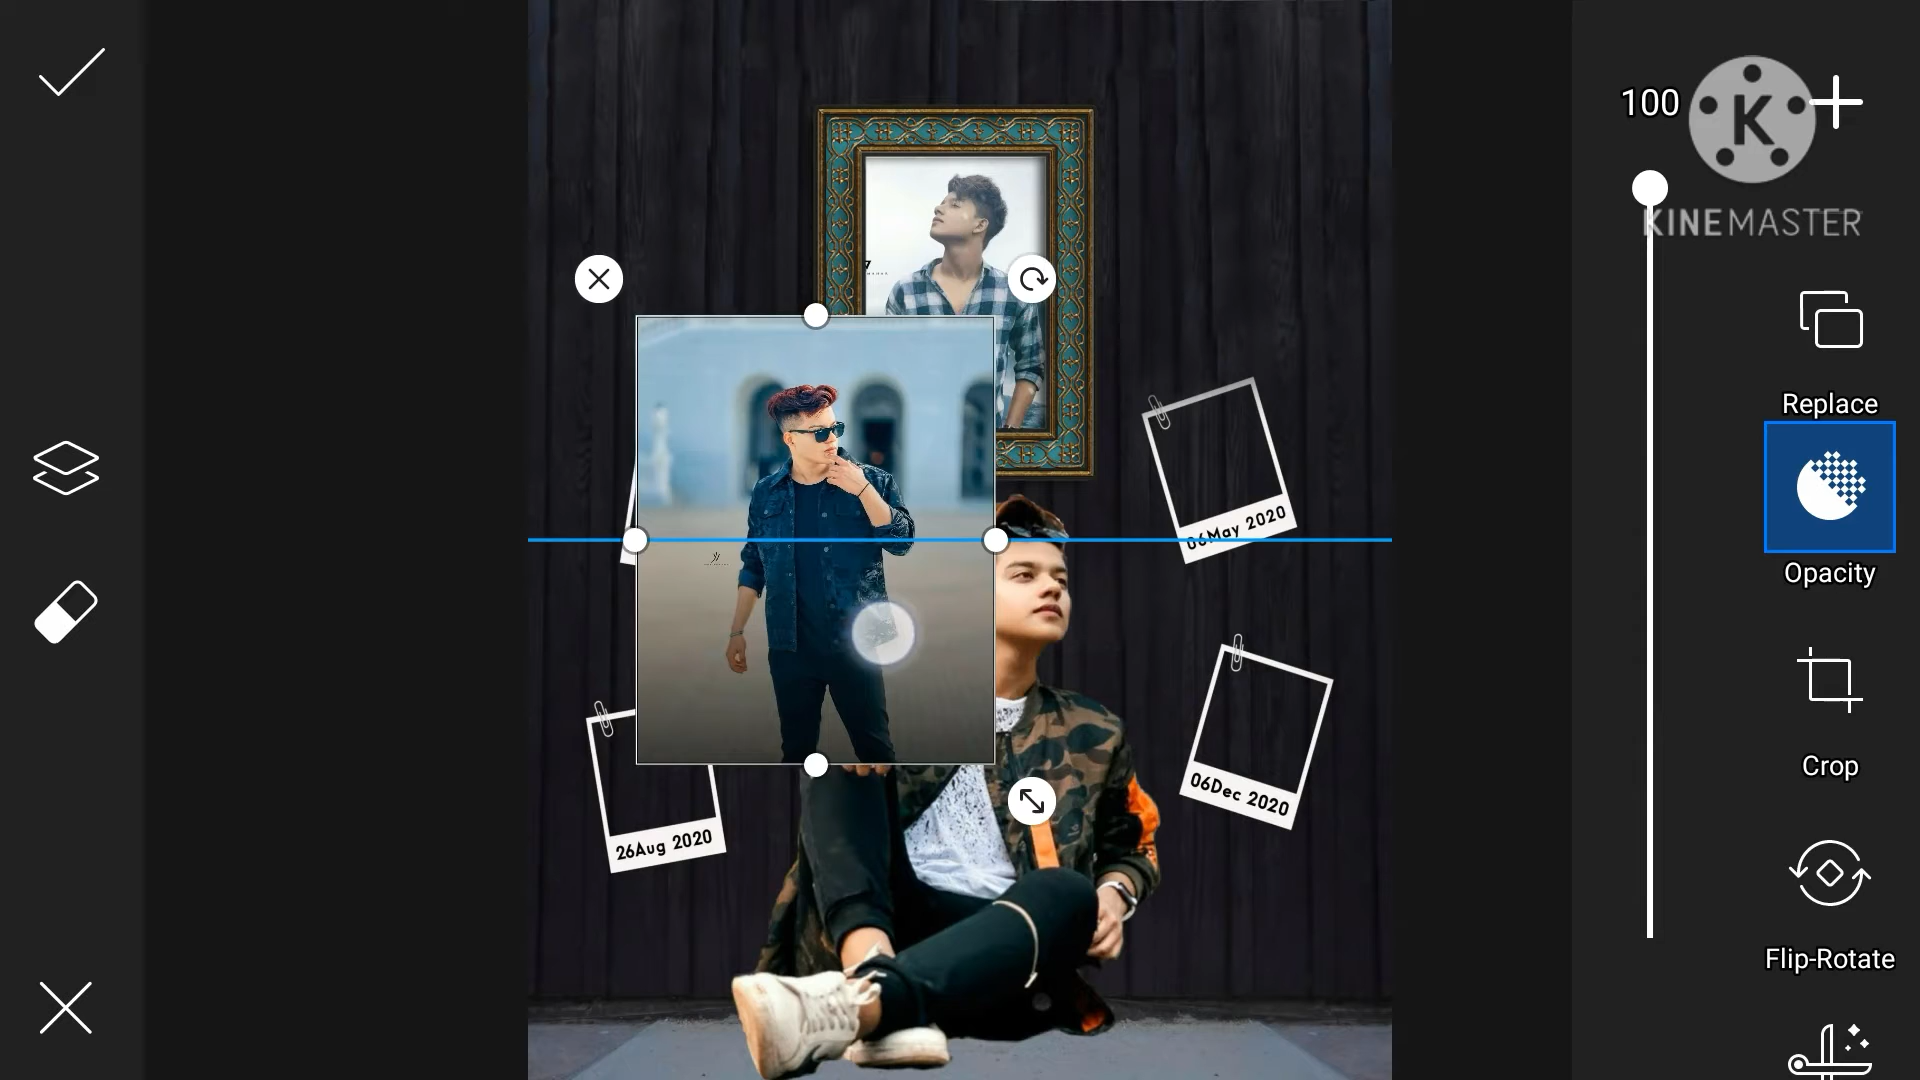 100
KINEMASTER
Replace
Opacity
Crop
Flip-Rotate
06May 2020
06Dec 2020
26Aug 2020